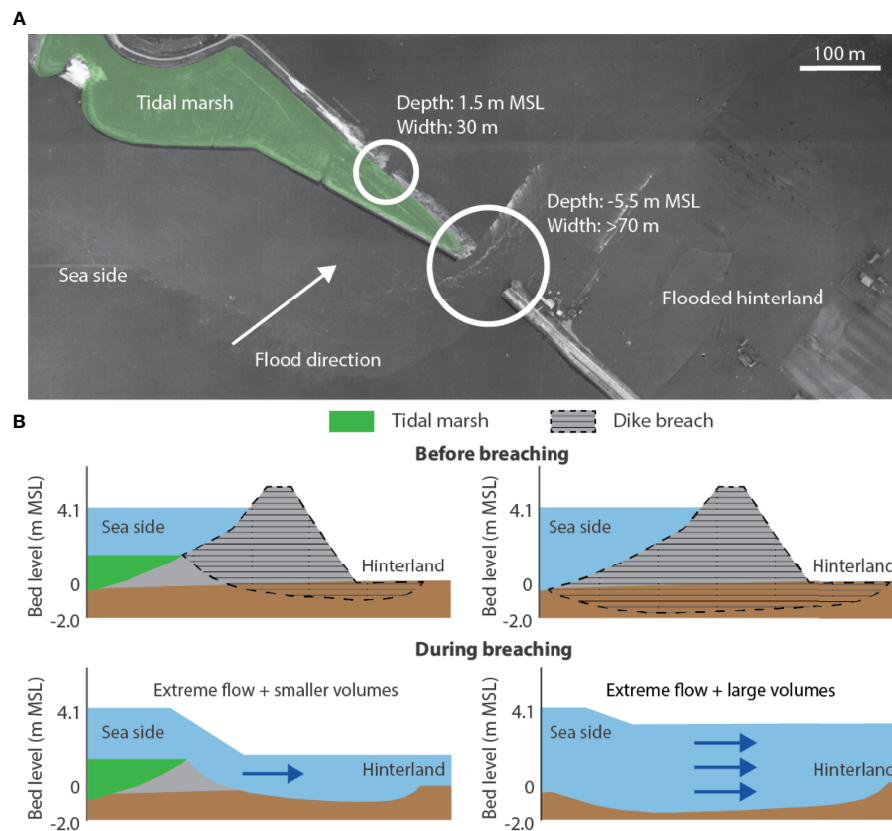 A
100 m
Tidal marsh
Depth: 1.5 m MSL
Width: 30 m
Depth: -5.5 m MSL
Width: >70 m
Sea side
Flooded hinterland
Flood direction
B
Tidal marsh
Dike breach
Before breaching
Bed level (m MSL)
4.1
0
-2.0
Sea side
Hinterland
Bed level (m MSL)
4.1
0
-2.0
Sea side
Hinterland
During breaching
Bed level (m MSL)
4.1
0
-2.0
Extreme flow + smaller volumes
Sea side
Hinterland
Bed level (m MSL)
4.1
0
-2.0
Extreme flow + large volumes
Sea side
Hinterland